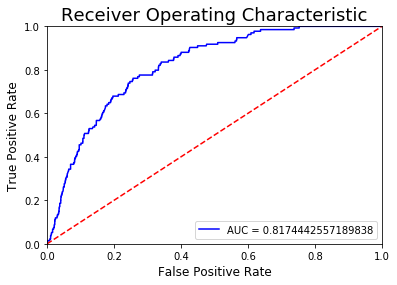 Receiver Operating Characteristic
1.0
0.8
0.6
0.4
0.2
0.0
True Positive Rate
AUC = 0.8174442557189838
0.0 0.2 0.4 0.6 0.8 1.0
False Positive Rate